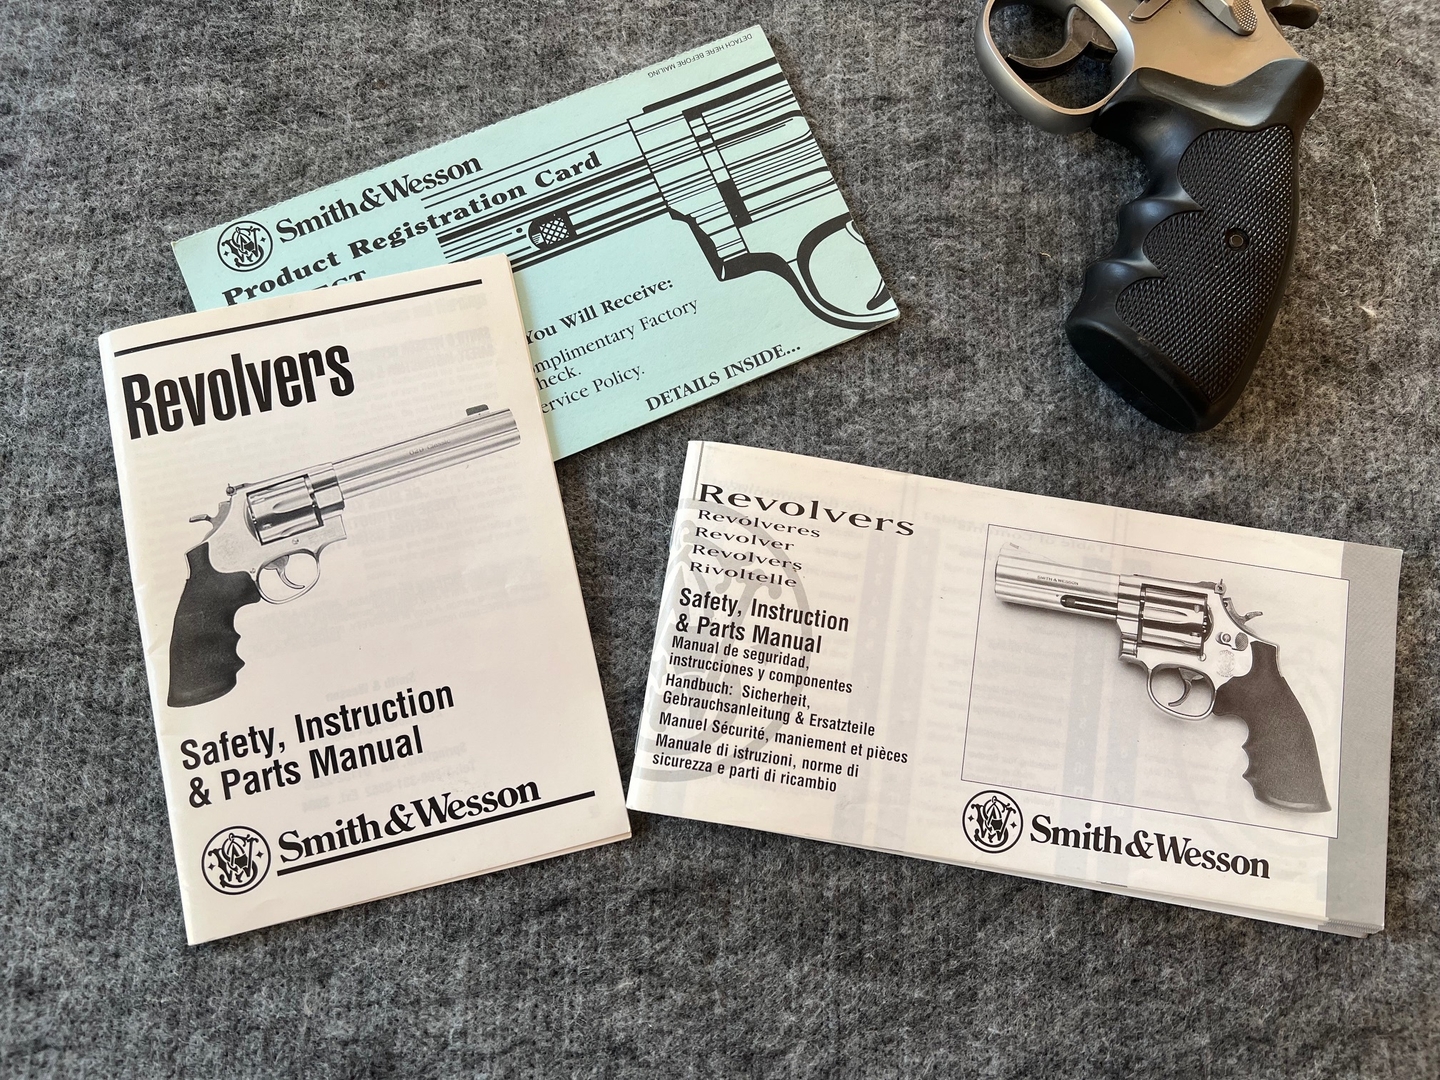 DETACH HERE BEFORE MAILING
Smith & Wesson
Product Registration Card
You Will Receive:
Complimentary Factory
Service Policy.
DETAILS INSIDE...
Revolvers
Safety, Instruction
& Parts Manual
Smith & Wesson
Revolvers
Revolveres
Revolver
Revolvers
Rivoltelle
Safety, Instruction
& Parts Manual
Manual de seguridad,
instrucciones y componentes
Handbuch: Sicherheit,
Gebrauchsanleitung & Ersatzteile
Manuel Sécurité, maniement et pièces
Manuale di istruzioni, norme di
sicurezza e parti di ricambio
SMITH & WESSON
Smith & Wesson